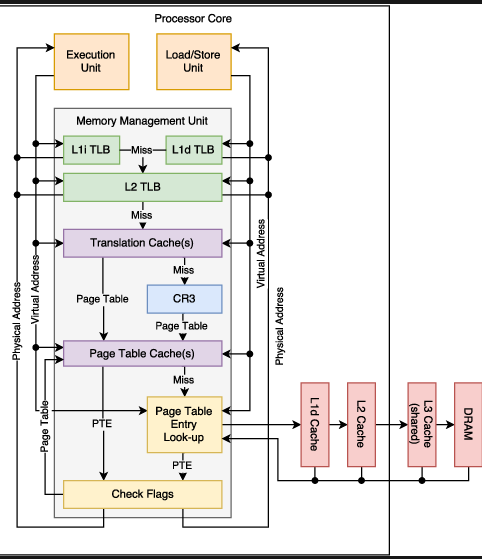 Processor Core
Execution
Unit
Load/Store
Unit
Memory Management Unit
L1i TLB
Miss
L1d TLB
L2 TLB
Miss
Translation Cache(s)
Miss
Page Table
CR3
Page Table
Page Table Cache(s)
Miss
Page Table
Entry
Look-up
PTE
PTE
Check Flags
Physical Address
Virtual Address
Page Table
Virtual Address
Physical Address
L1d Cache
L2 Cache
L3 Cache
(shared)
DRAM